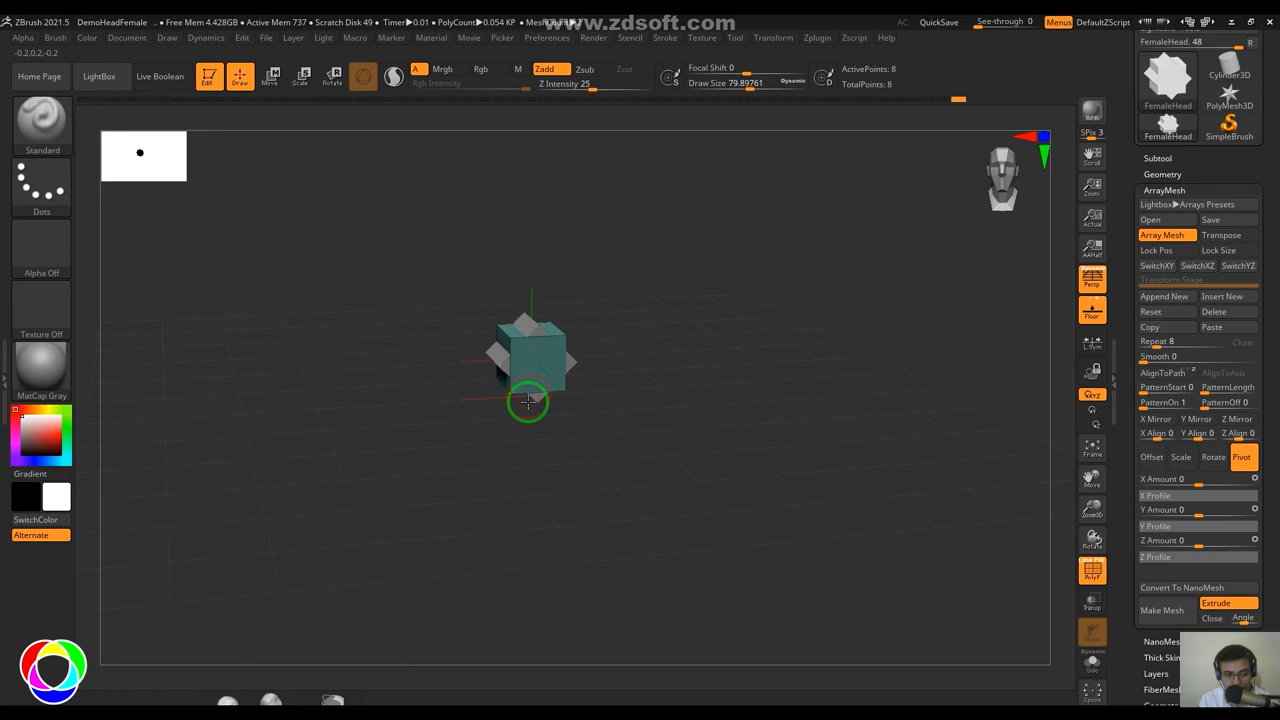 www.zdsoft.com
ZBrush 2021.5 DemoHeadFemale .. • Free Mem 4.428GB • Active Mem 737 • Scratch Disk 49 • Timer▶0.01 • PolyCount▶0.054 KP • AC QuickSave See-through 0 Menus DefaultZScript
Alpha Brush Color Document Draw Dynamics Edit File Layer Light Macro Marker Material Movie Picker Preferences Render Stencil Stroke Texture Tool Transform Zplugin Zscript Help
-0.2,0.2,-0.2
Home Page LightBox Live Boolean Edit Draw Move Scale Rotate
A Mrgb Rgb M Zadd Zsub Zcut
Rgb Intensity Z Intensity 25
Focal Shift 0
Draw Size 79.89761 Dynamic
S D
ActivePoints: 8
TotalPoints: 8
Standard
Dots
Alpha Off
Texture Off
MatCap Gray
Gradient
SwitchColor
Alternate
BPR
SPix 3
Scroll
Zoom
Actual
AAHalf
Persp
Floor
L.Sym
XYZ
Frame
Move
Zoom3D
Rotate
PolyF
Transp
Dynamic
Solo
Xpose
FemaleHead. 48 R
Cylinder3D
FemaleHead PolyMesh3D
FemaleHead SimpleBrush
Subtool
Geometry
ArrayMesh
Lightbox▶Arrays Presets
Open Save
Array Mesh Transpose
Lock Pos Lock Size
SwitchXY SwitchXZ SwitchYZ
Transform Stage
Append New Insert New
Reset Delete
Copy Paste
Repeat 8 Chain
Smooth 0
AlignToPath AlignToAxis
PatternStart 0 PatternLength
PatternOn 1 PatternOff 0
X Mirror Y Mirror Z Mirror
X Align 0 Y Align 0 Z Align 0
Offset Scale Rotate Pivot
X Amount 0
X Profile
Y Amount 0
Y Profile
Z Amount 0
Z Profile
Convert To NanoMesh
Make Mesh Extrude
Close Angle
Thick Skin
Layers